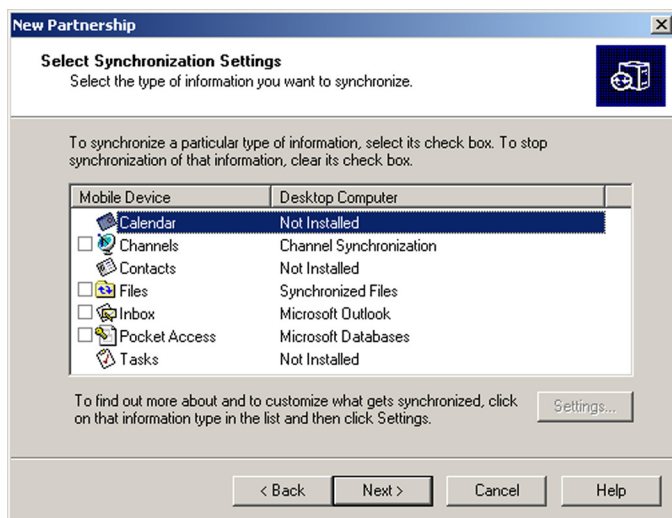 New Partnership
Select Synchronization Settings
Select the type of information you want to synchronize.
To synchronize a particular type of information, select its check box. To stop
synchronization of that information, clear its check box.
Mobile Device Desktop Computer
Calendar Not Installed
Channels Channel Synchronization
Contacts Not Installed
Files Synchronized Files
Inbox Microsoft Outlook
Pocket Access Microsoft Databases
Tasks Not Installed
To find out more about and to customize what gets synchronized, click
on that information type in the list and then click Settings.
Settings...
< Back Next > Cancel Help